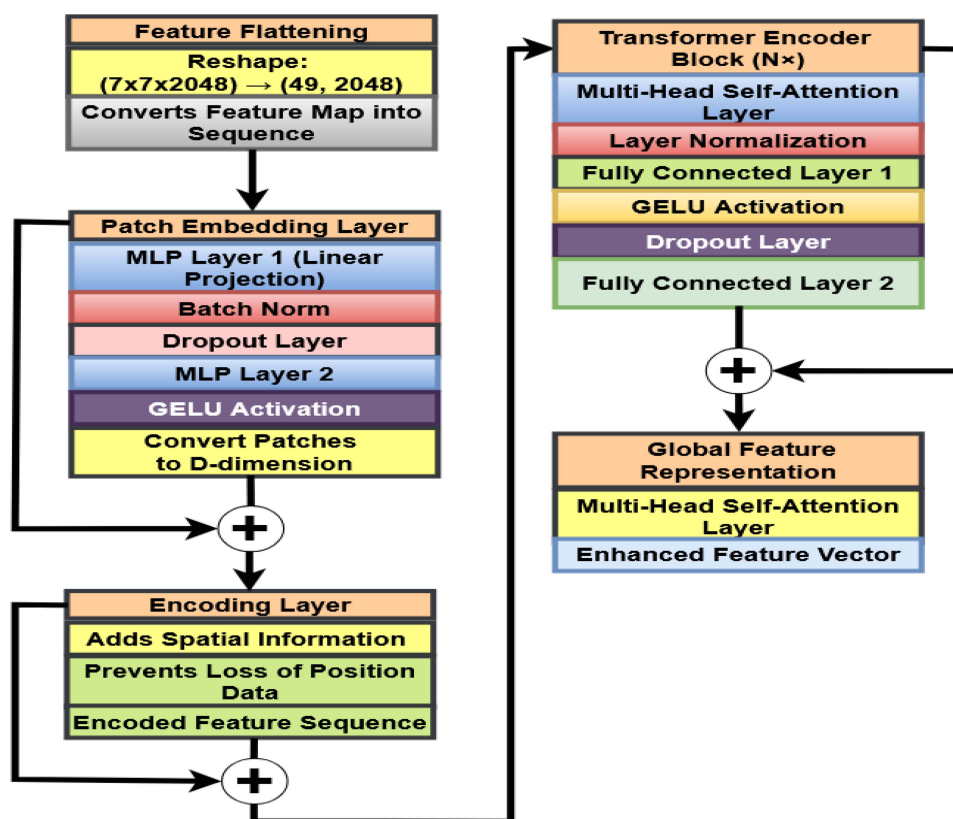 Feature Flattening
Reshape:
(7x7x2048) → (49, 2048)
Converts Feature Map into
Sequence
Patch Embedding Layer
MLP Layer 1 (Linear
Projection)
Batch Norm
Dropout Layer
MLP Layer 2
GELU Activation
Convert Patches
to D-dimension
+
Encoding Layer
Adds Spatial Information
Prevents Loss of Position
Data
Encoded Feature Sequence
+
Transformer Encoder
Block (N×)
Multi-Head Self-Attention
Layer
Layer Normalization
Fully Connected Layer 1
GELU Activation
Dropout Layer
Fully Connected Layer 2
+
Global Feature
Representation
Multi-Head Self-Attention
Layer
Enhanced Feature Vector